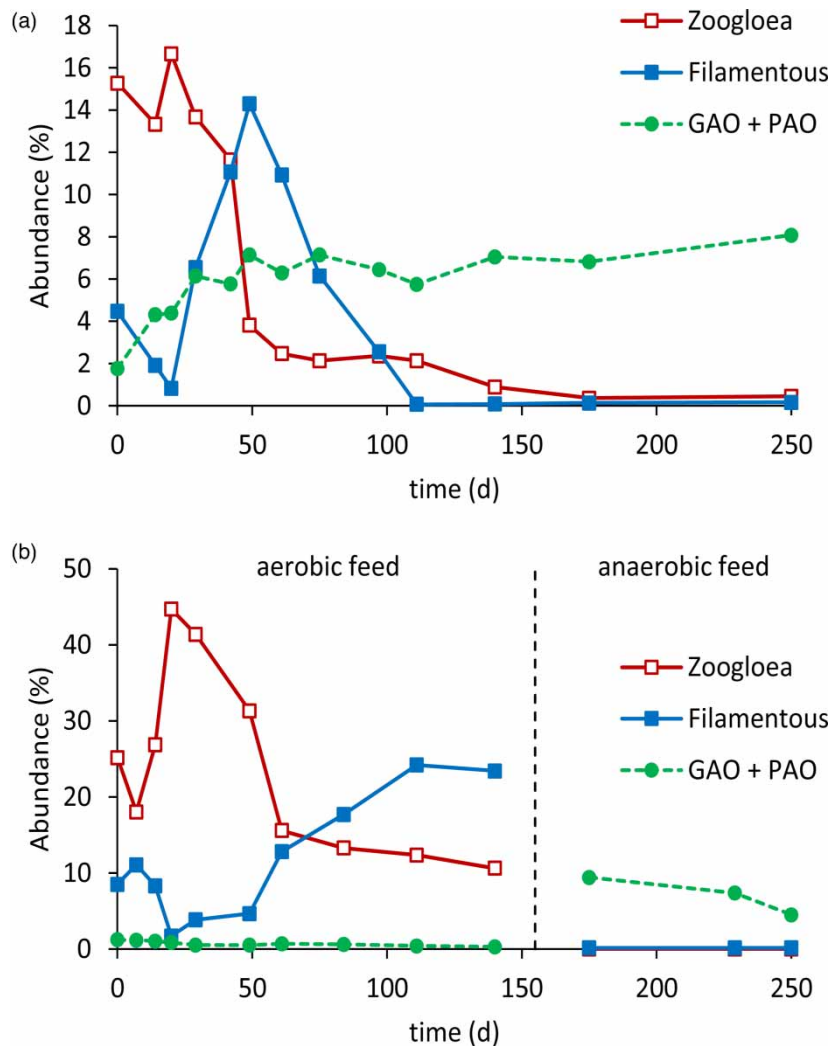 (a)
18
16
14
12
10
8
6
4
2
0
Abundance (%)
0 50 100 150 200 250
time (d)
Zoogloea
Filamentous
GAO + PAO
(b)
aerobic feed
anaerobic feed
50
40
30
20
10
0
Abundance (%)
0 50 100 150 200 250
time (d)
Zoogloea
Filamentous
GAO + PAO